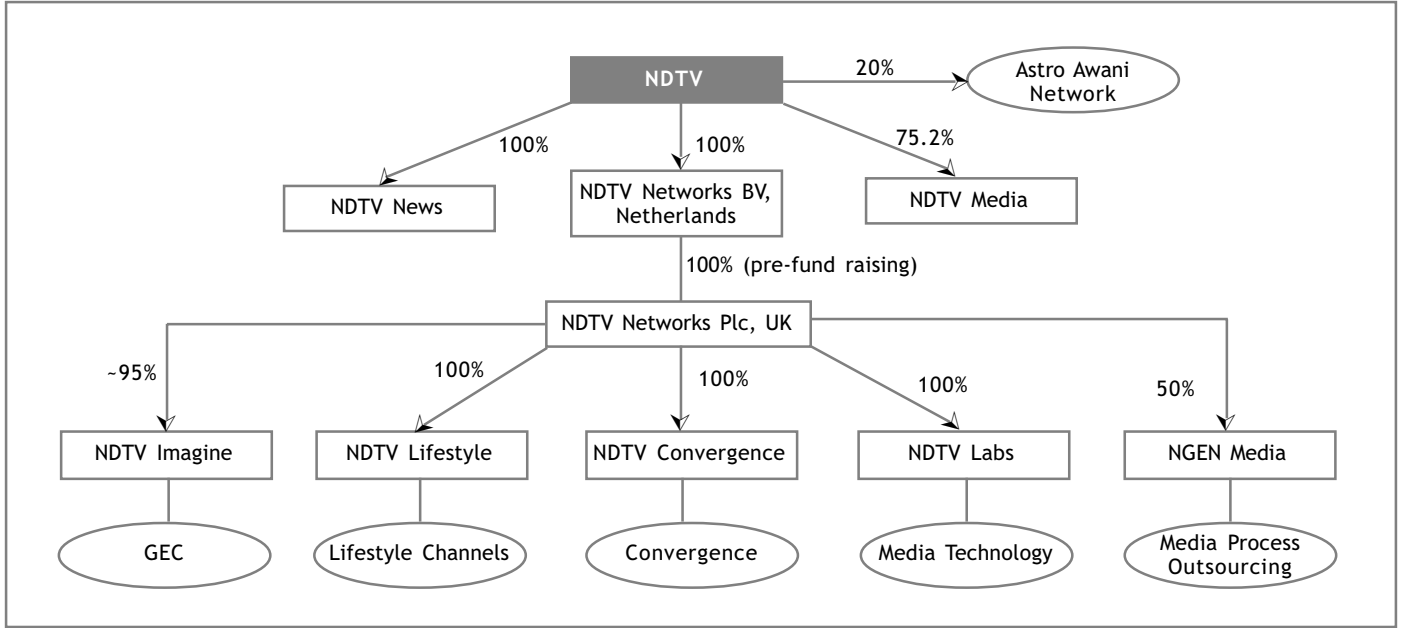 NDTV
20%
Astro Awani
Network
100%
100%
75.2%
NDTV News
NDTV Networks BV,
Netherlands
NDTV Media
100% (pre-fund raising)
NDTV Networks Plc, UK
~95%
100%
100%
100%
50%
NDTV Imagine
NDTV Lifestyle
NDTV Convergence
NDTV Labs
NGEN Media
GEC
Lifestyle Channels
Convergence
Media Technology
Media Process
Outsourcing